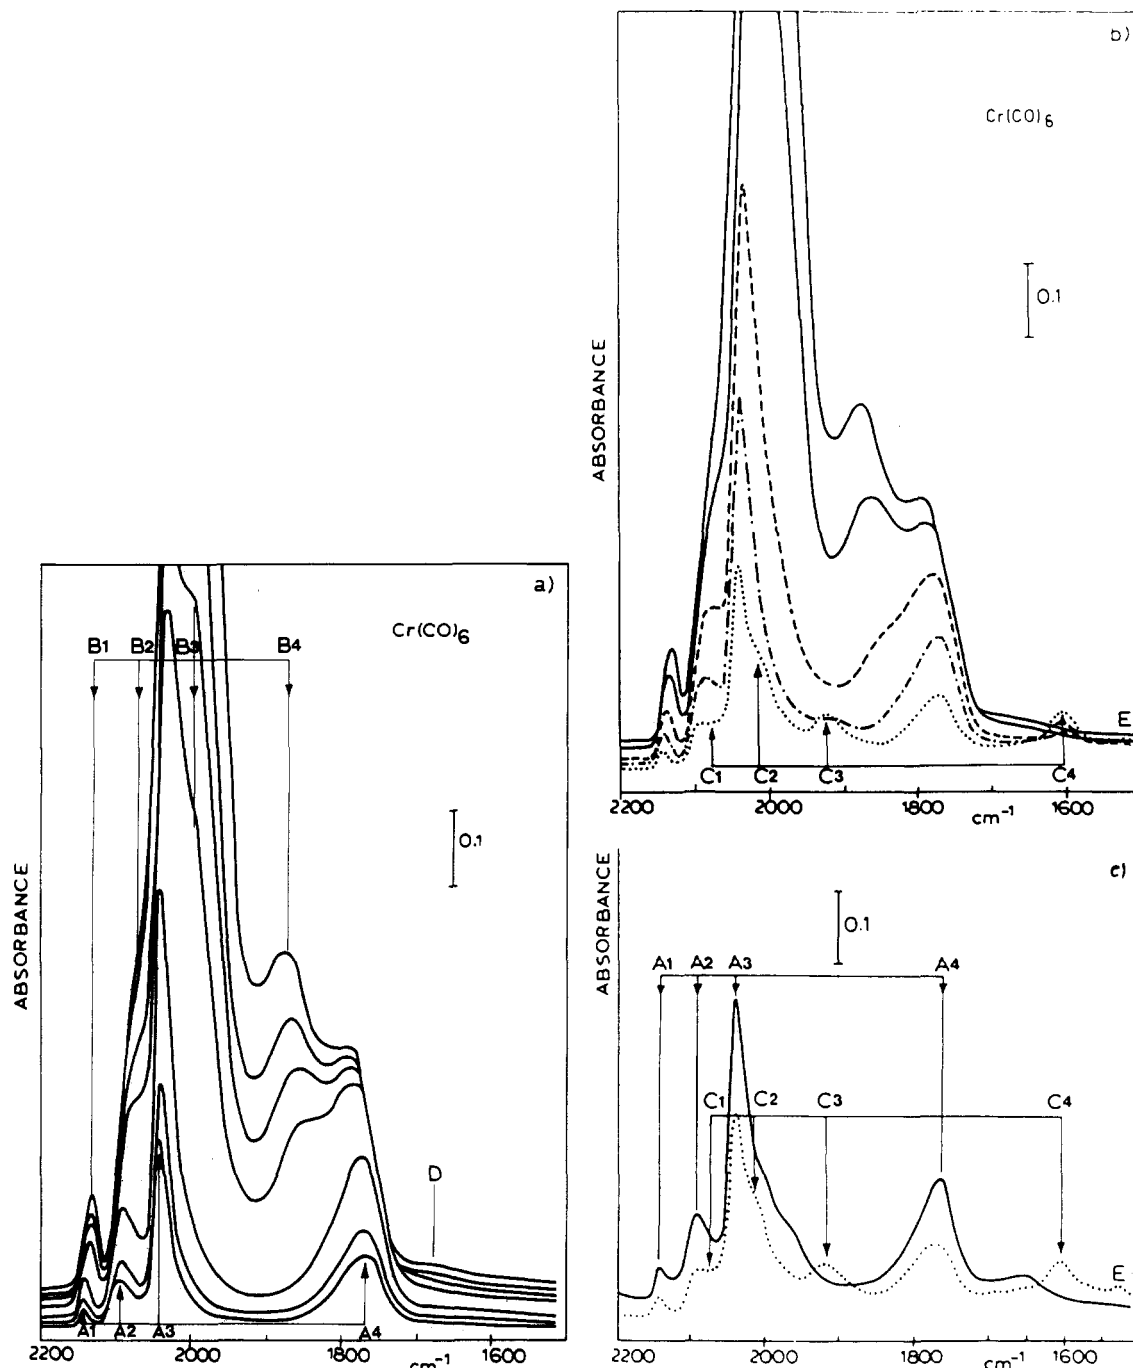 b)
Cr(CO)6
0.1
ABSORBANCE
E
C1 C2 C3 C4
2200 2000 1800 1600
cm-1
a)
Cr(CO)6
B1 B2 B3 B4
0.1
ABSORBANCE
D
A1 A2 A3 A4
2200 2000 1800 1600
cm-1
c)
0.1
ABSORBANCE
A1 A2 A3 A4
C1 C2 C3 C4
E
2200 2000 1800 1600
cm-1